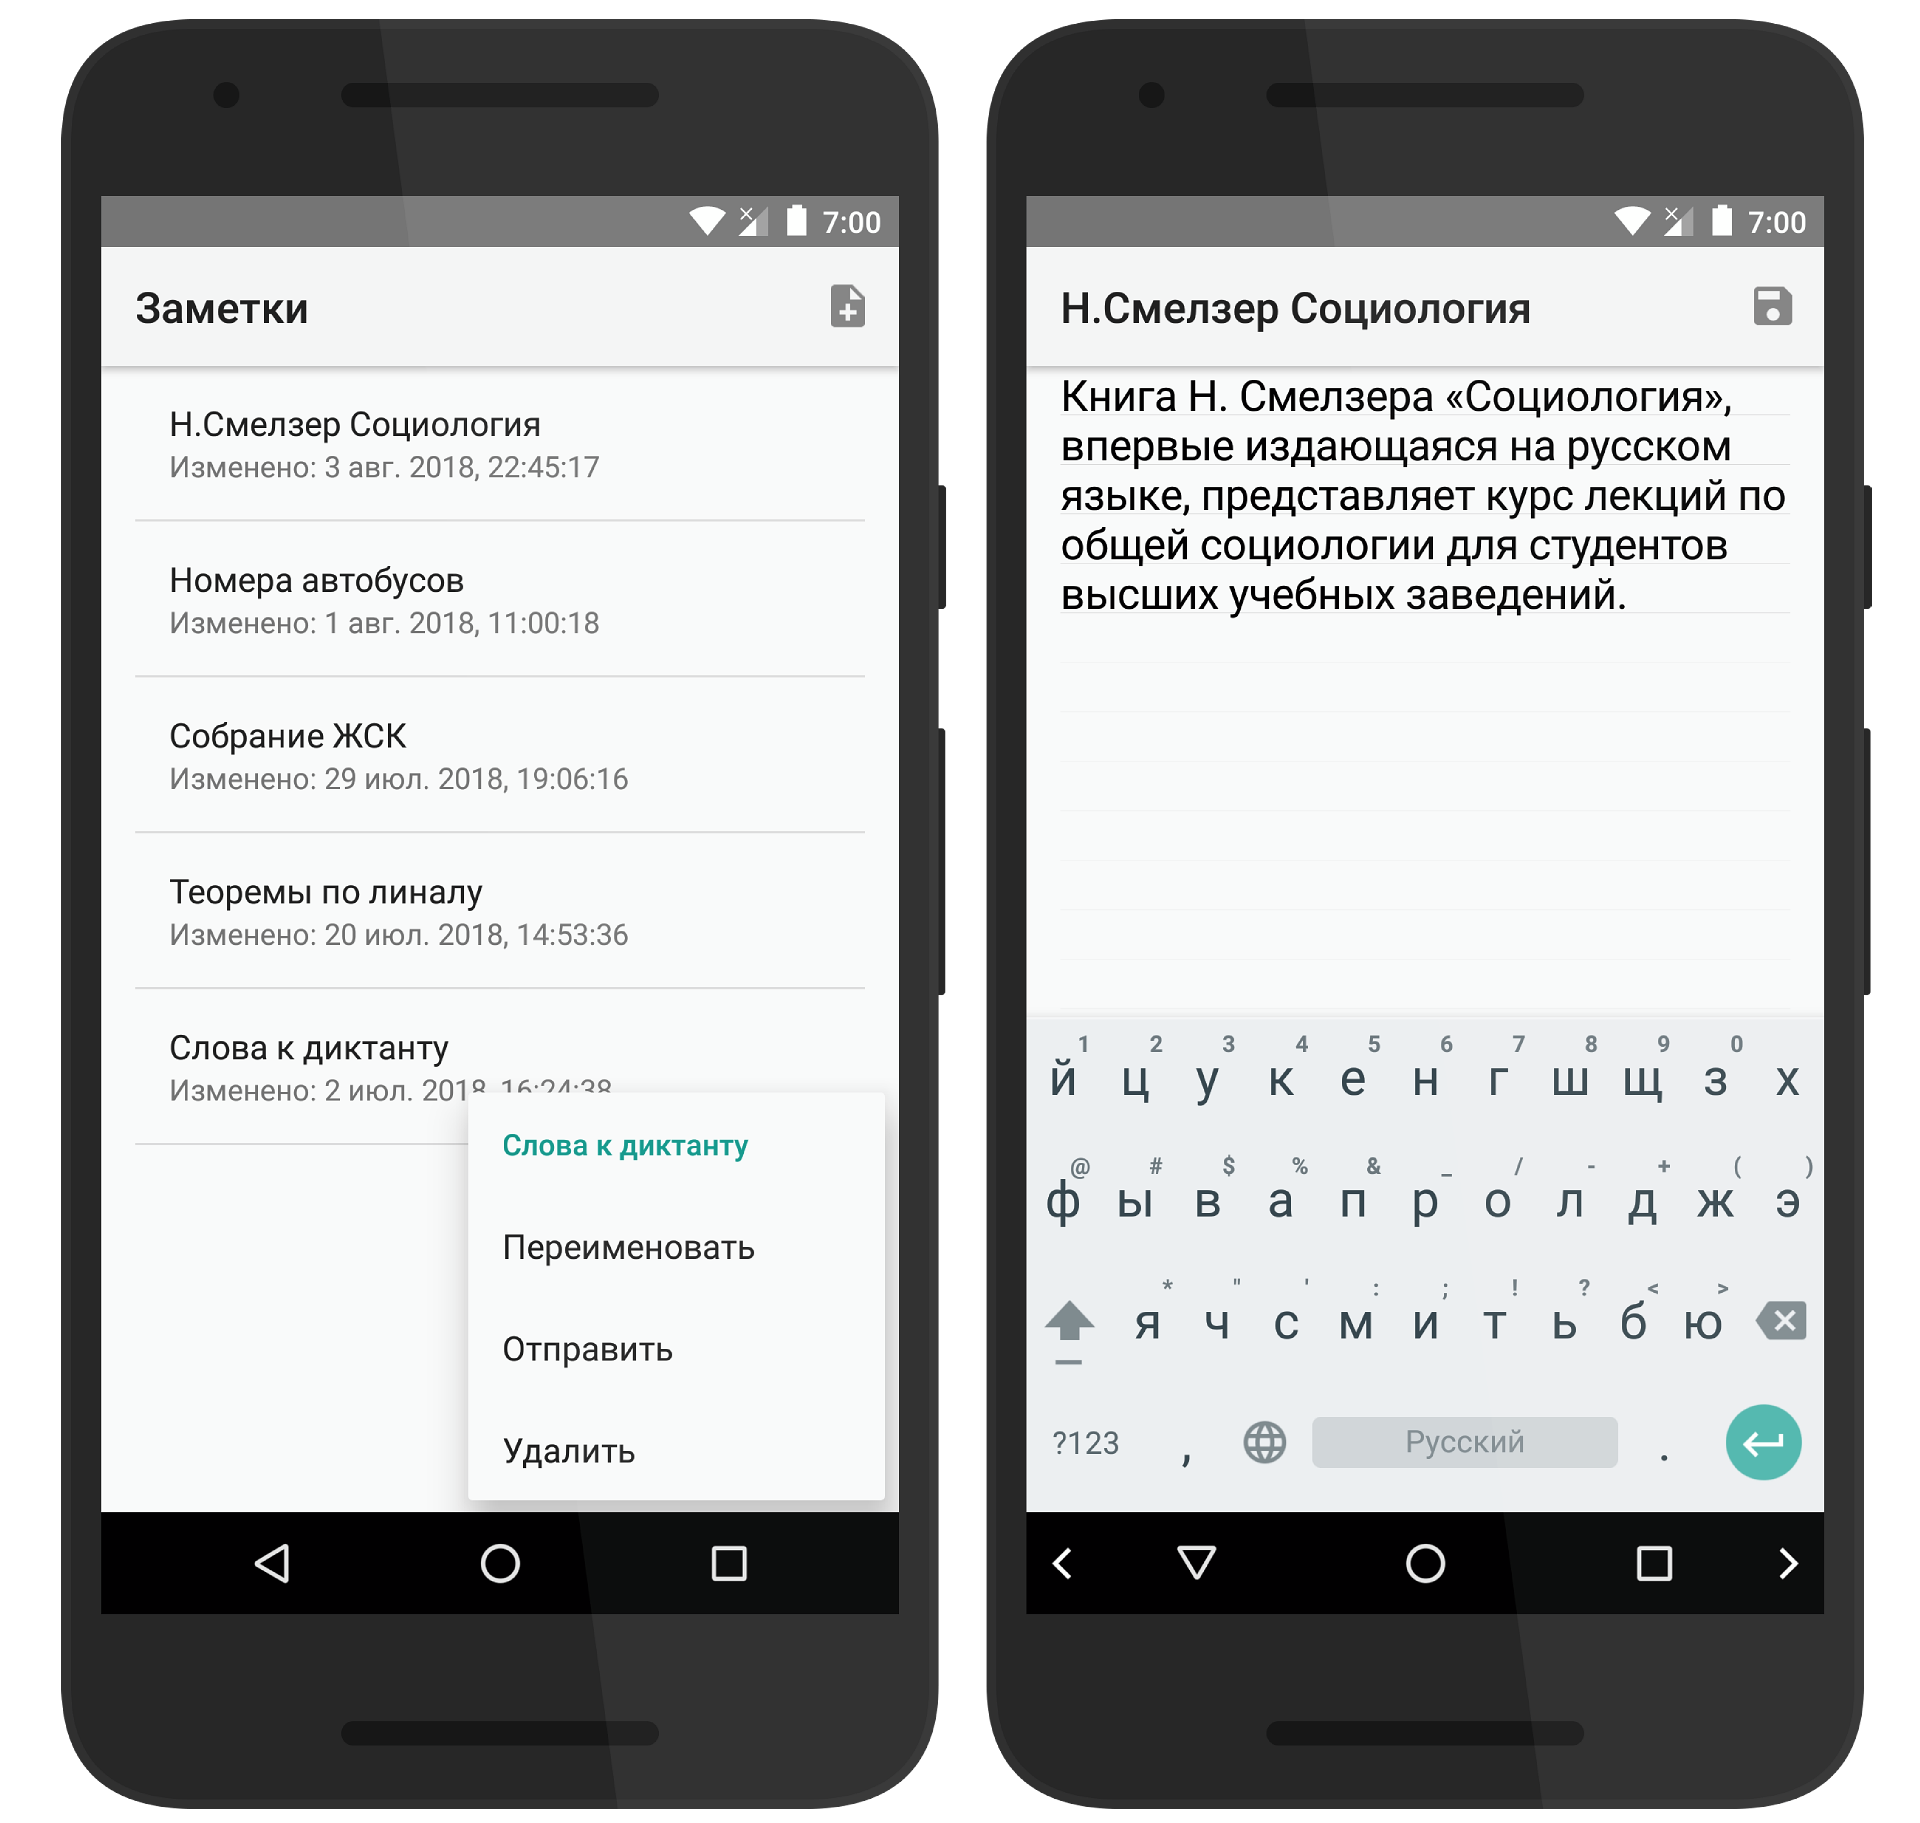 7:00
Заметки
Н.Смелзер Социология
Изменено: 3 авг. 2018, 22:45:17
Номера автобусов
Изменено: 1 авг. 2018, 11:00:18
Собрание ЖСК
Изменено: 29 июл. 2018, 19:06:16
Теоремы по линалу
Изменено: 20 июл. 2018, 14:53:36
Слова к диктанту
Изменено: 2 июл. 2018, 16:24:38
Слова к диктанту
Переименовать
Отправить
Удалить
7:00
Н.Смелзер Социология
Книга Н. Смелзера «Социология»,
впервые издающаяся на русском
языке, представляет курс лекций по
общей социологии для студентов
высших учебных заведений.
1 2 3 4 5 6 7 8 9 0
й ц у к е н г ш щ з х
@ # $ % & _ / - + ( )
ф ы в а п р о л д ж э
* " ' : ; ! ? < >
я ч с м и т ь б ю
?123 , Русский .